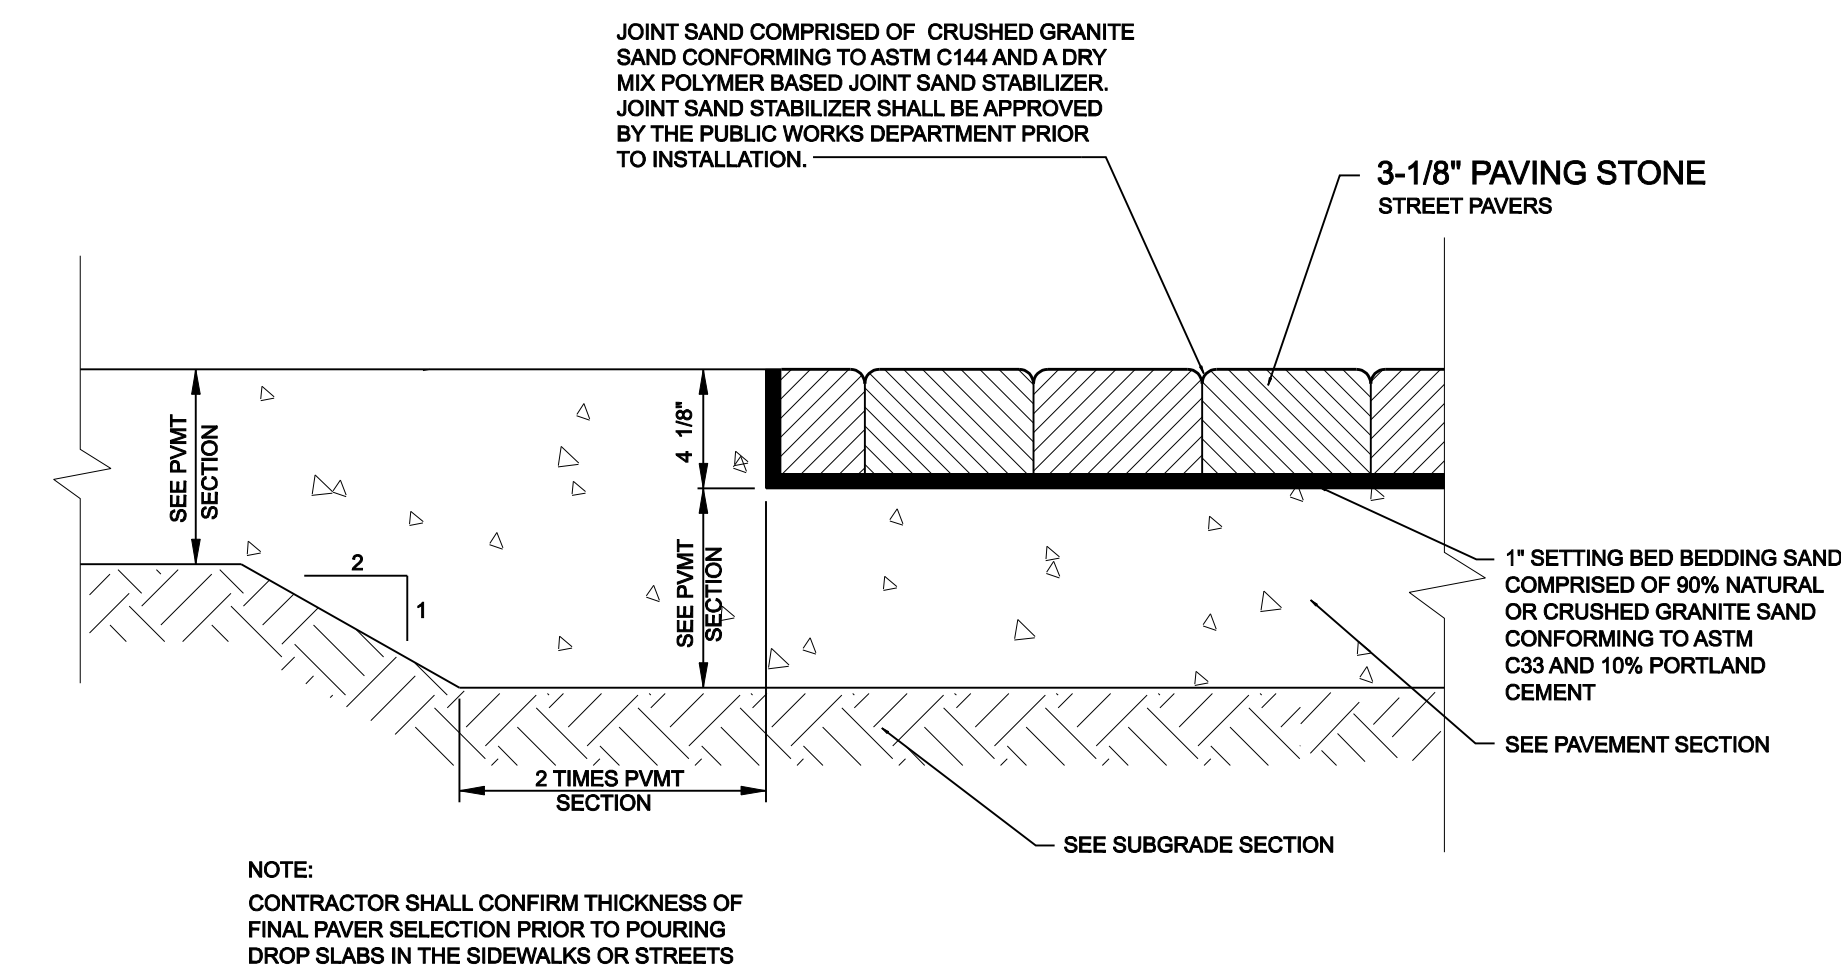 JOINT SAND COMPRISED OF CRUSHED GRANITE
SAND CONFORMING TO ASTM C144 AND A DRY
MIX POLYMER BASED JOINT SAND STABILIZER.
JOINT SAND STABILIZER SHALL BE APPROVED
BY THE PUBLIC WORKS DEPARTMENT PRIOR
TO INSTALLATION.
3-1/8" PAVING STONE
STREET PAVERS
SEE PVMT
SECTION
4 1/8"
2
1
SEE PVMT
SECTION
1" SETTING BED BEDDING SAND
COMPRISED OF 90% NATURAL
OR CRUSHED GRANITE SAND
CONFORMING TO ASTM
C33 AND 10% PORTLAND
CEMENT
SEE PAVEMENT SECTION
2 TIMES PVMT
SECTION
SEE SUBGRADE SECTION
NOTE:
CONTRACTOR SHALL CONFIRM THICKNESS OF
FINAL PAVER SELECTION PRIOR TO POURING
DROP SLABS IN THE SIDEWALKS OR STREETS